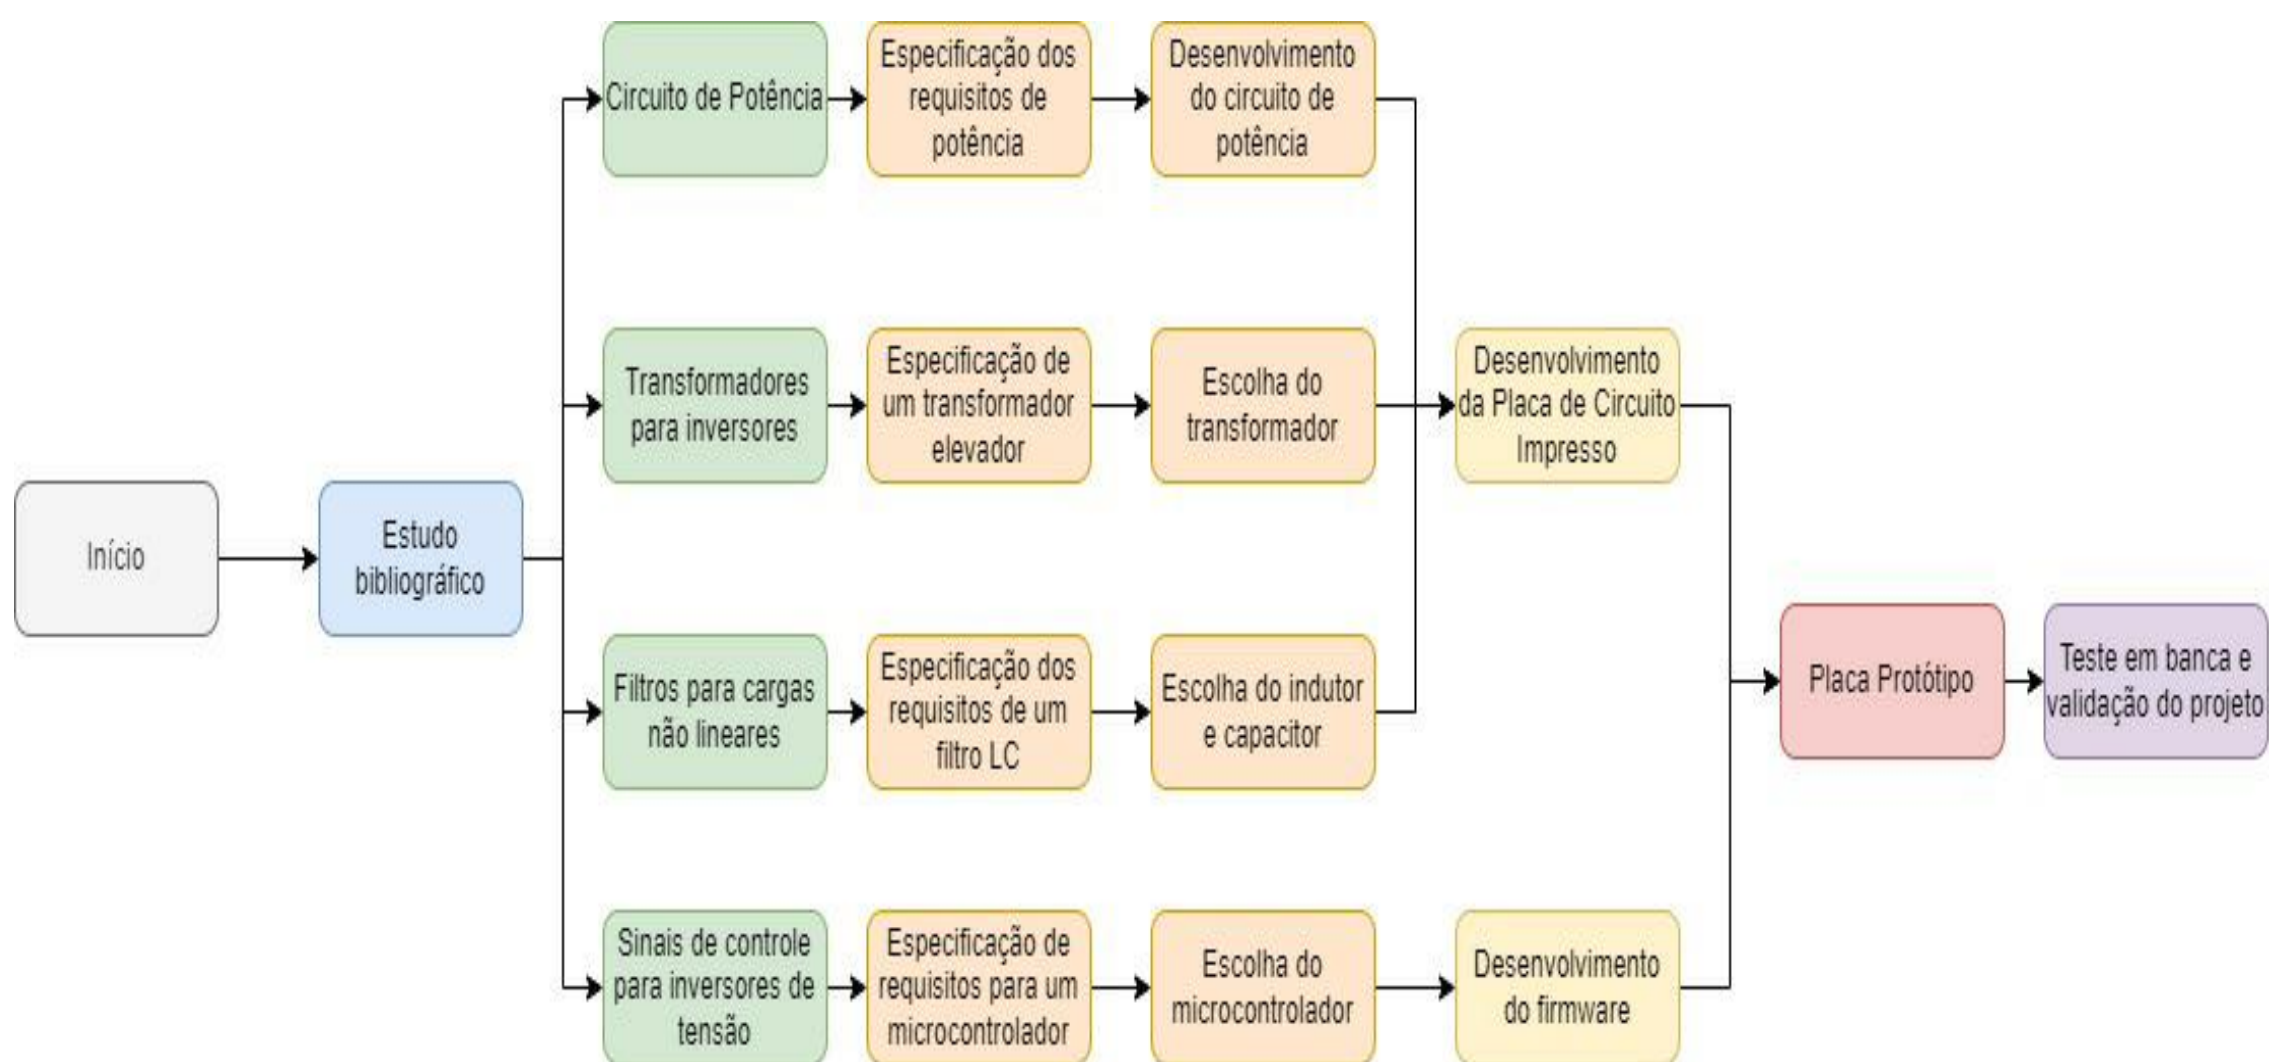 Início
Estudo
bibliográfico
Circuito de Potência
Especificação dos
requisitos de
potência
Desenvolvimento
do circuito de
potência
Transformadores
para inversores
Especificação de
um transformador
elevador
Escolha do
transformador
Desenvolvimento
da Placa de Circuito
Impresso
Filtros para cargas
não lineares
Especificação dos
requisitos de um
filtro LC
Escolha do indutor
e capacitor
Sinais de controle
para inversores de
tensão
Especificação de
requisitos para um
microcontrolador
Escolha do
microcontrolador
Desenvolvimento
do firmware
Placa Protótipo
Teste em banca e
validação do projeto